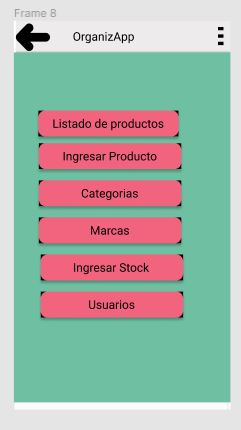 Frame 8
OrganizApp
Listado de productos
Ingresar Producto
Categorias
Marcas
Ingresar Stock
Usuarios